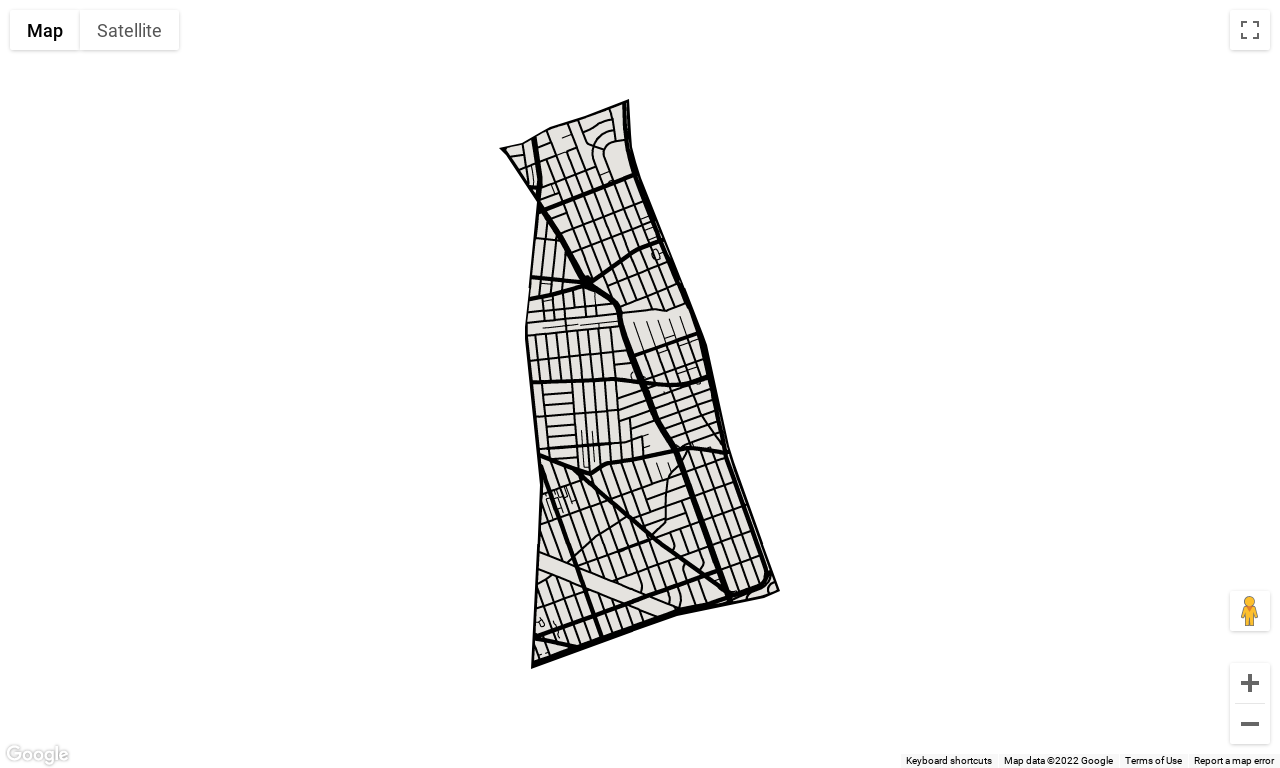 Map Satellite
Google
Keyboard shortcuts Map data ©2022 Google Terms of Use Report a map error